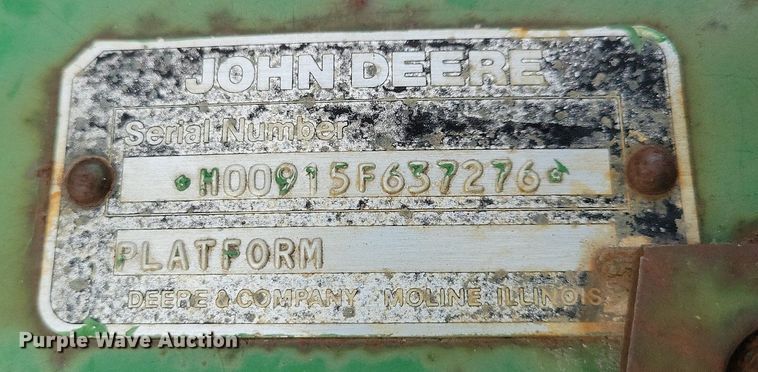 JOHN DEERE
Serial Number
*H00915F637276*
PLATFORM
DEERE & COMPANY MOLINE, ILLINOIS
Purple Wave Auction